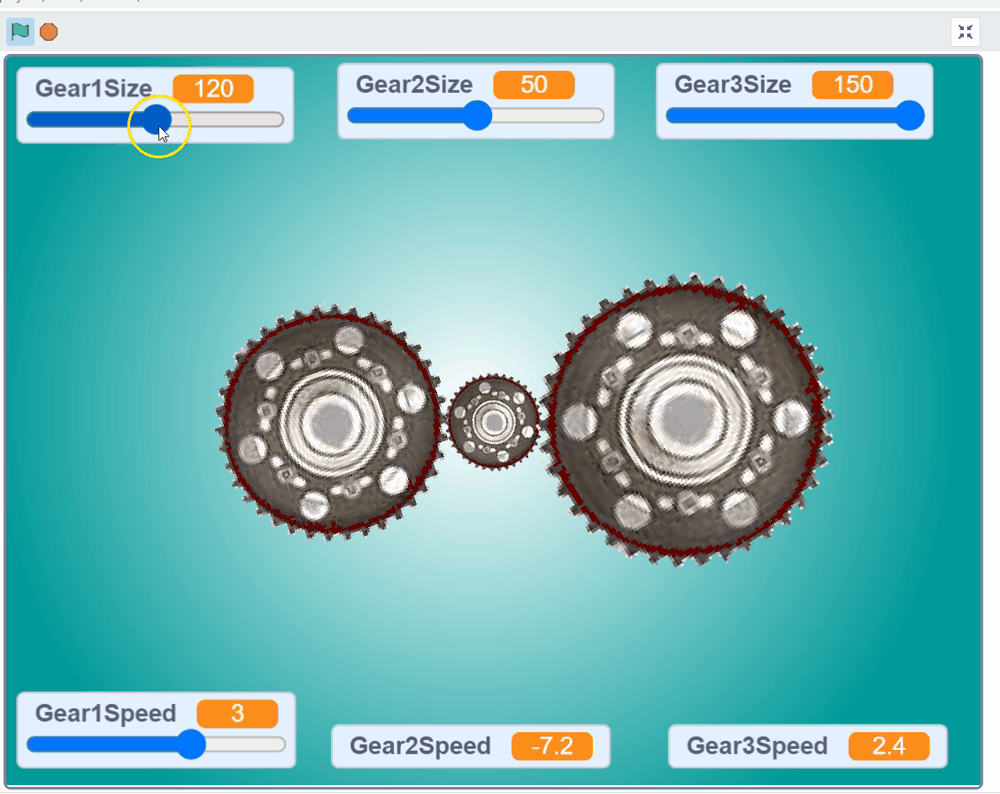 Gear1Size 120
Gear2Size 50
Gear3Size 150
Gear1Speed 3
Gear2Speed -7.2
Gear3Speed 2.4